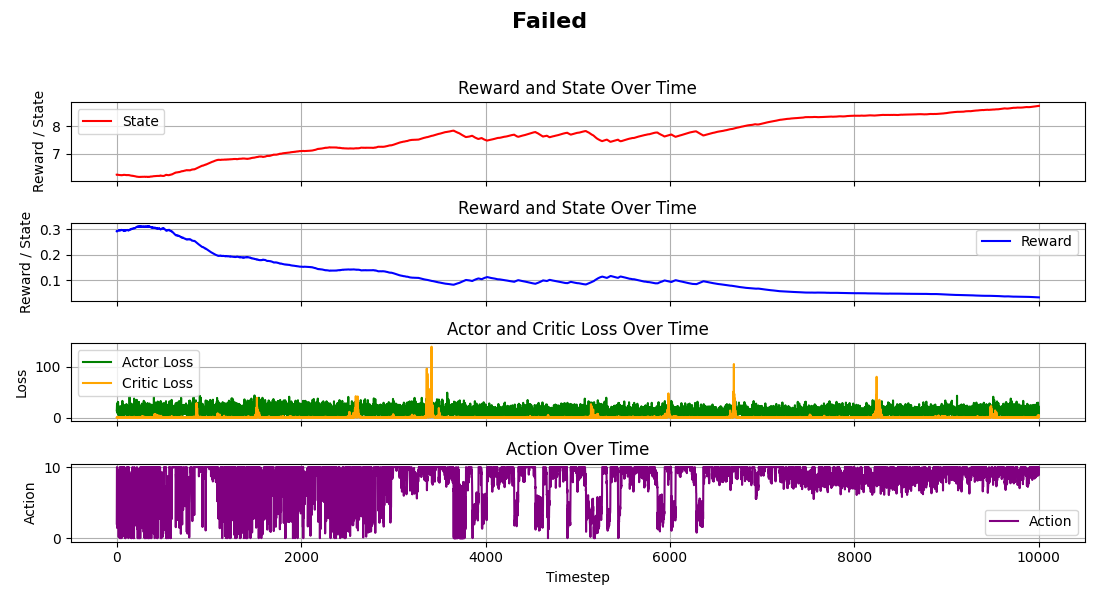 Failed
Reward and State Over Time
Reward / State
8
7
State
Reward and State Over Time
Reward / State
0.3
0.2
0.1
Reward
Actor and Critic Loss Over Time
Loss
100
0
Actor Loss
Critic Loss
Action Over Time
Action
10
0
Action
0 2000 4000 6000 8000 10000
Timestep